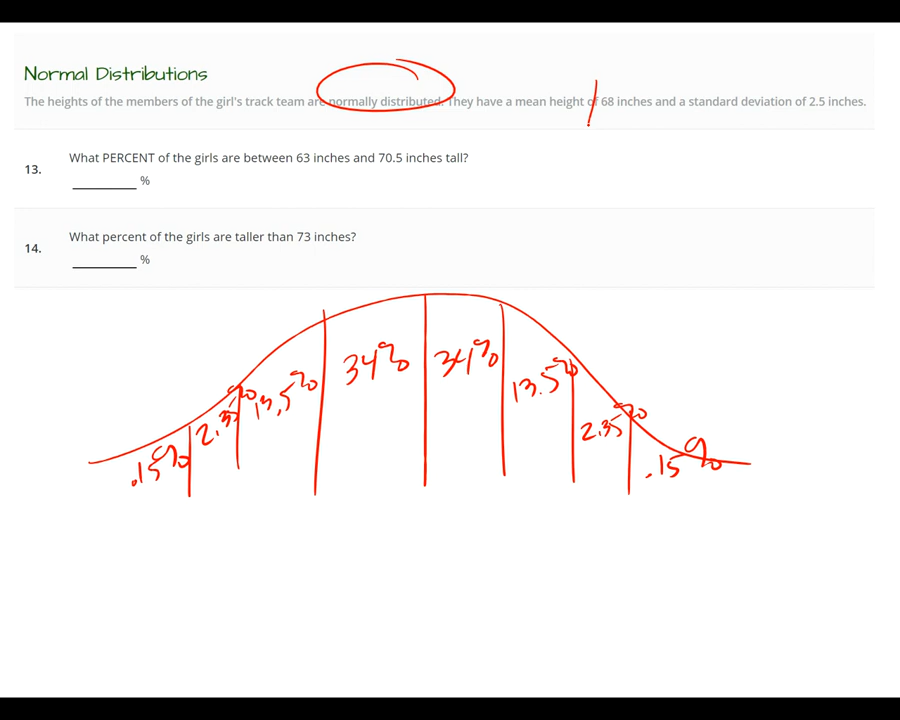 Normal Distributions
The heights of the members of the girl's track team are normally distributed. They have a mean height of 68 inches and a standard deviation of 2.5 inches.
What PERCENT of the girls are between 63 inches and 70.5 inches tall?
13.
%
What percent of the girls are taller than 73 inches?
14.
%
.15% 2.35% 13.5% 34% 34% 13.5% 2.35% .15%